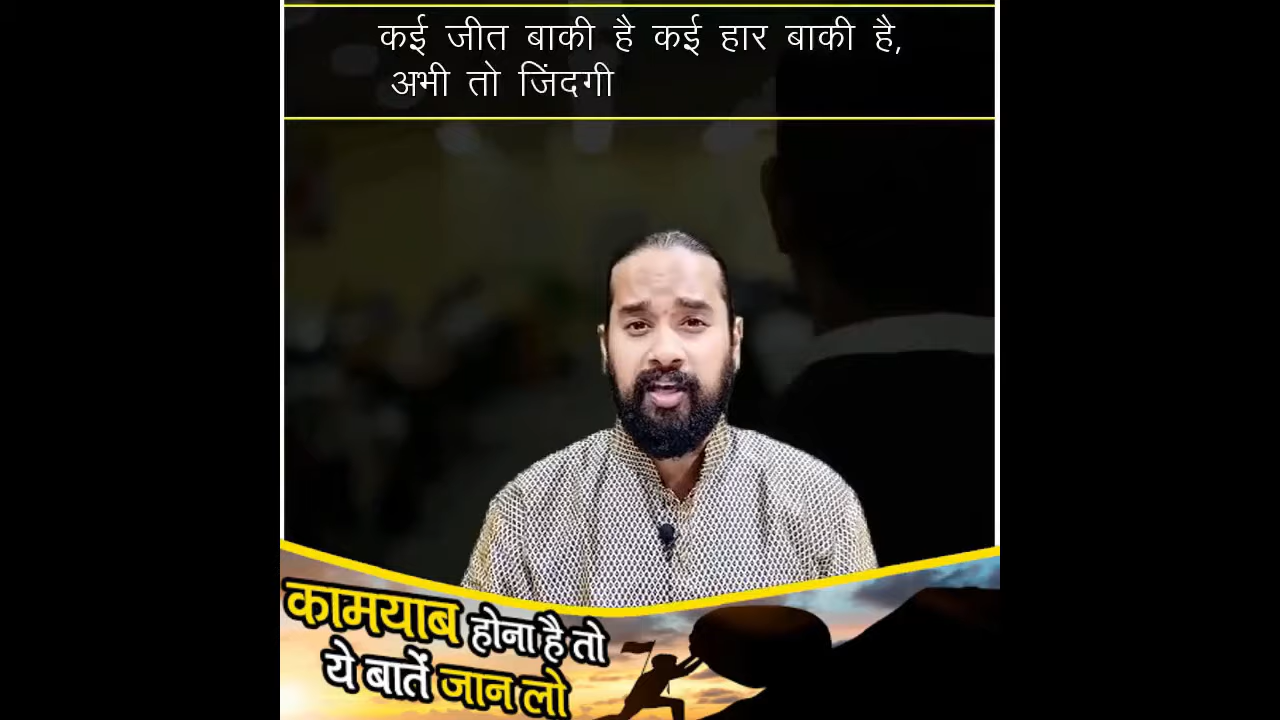 कई जीत बाकी है कई हार बाकी है,
अभी तो जिंदगी
कामयाब होना है तो
ये बातें जान लो